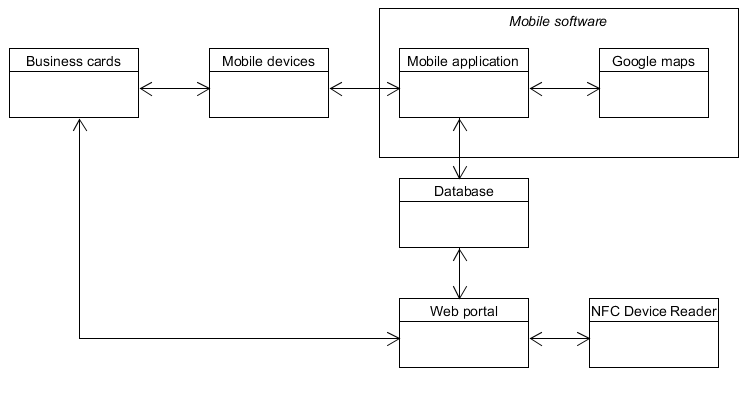 Mobile software
Business cards
Mobile devices
Mobile application
Google maps
Database
Web portal
NFC Device Reader